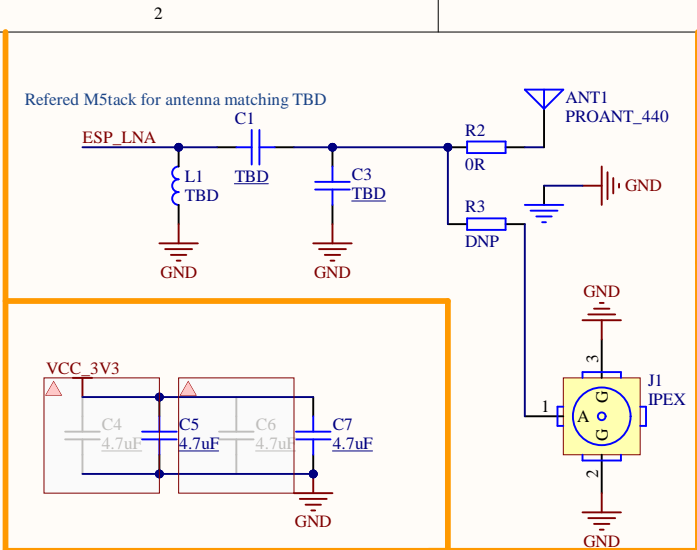 2
Refered M5stack for antenna matching TBD
ESP_LNA
C1
TBD
L1
TBD
GND
C3
TBD
GND
R2
0R
ANT1
PROANT_440
GND
R3
DNP
GND
3
J1
IPEX
1
A
G
G
2
GND
VCC_3V3
C4
4.7uF
C5
4.7uF
C6
4.7uF
C7
4.7uF
GND